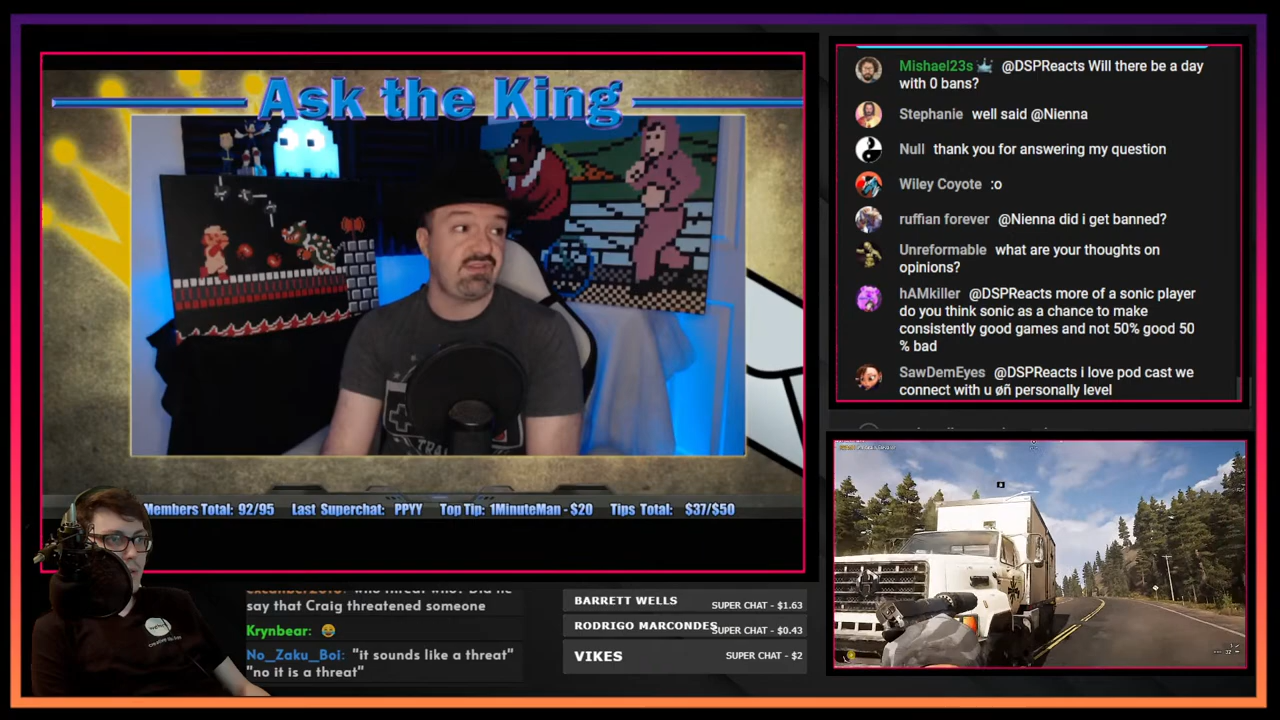 Ask the King
Members Total: 92/95 Last Superchat: PPYY Top Tip: 1MinuteMan - $20 Tips Total: $37/$50
Mishael23s @DSPReacts Will there be a day
with 0 bans?
Stephanie well said @Nienna
Null thank you for answering my question
Wiley Coyote :o
ruffian forever @Nienna did i get banned?
Unreformable what are your thoughts on
opinions?
hAMkiller @DSPReacts more of a sonic player
do you think sonic as a chance to make
consistently good games and not 50% good 50
% bad
SawDemEyes @DSPReacts i love pod cast we
connect with u øñ personally level
say that Craig threatened someone
Krynbear: 😂
No_Zaku_Boi: "it sounds like a threat"
"no it is a threat"
BARRETT WELLS SUPER CHAT - $1.63
RODRIGO MARCONDES SUPER CHAT - $0.43
VIKES SUPER CHAT - $2